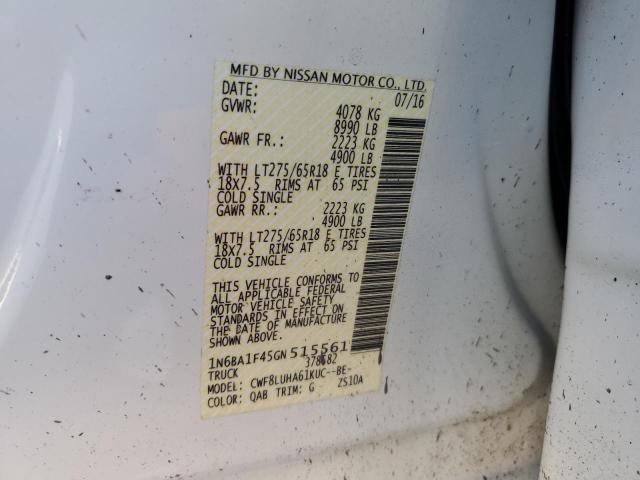 MFD BY NISSAN MOTOR CO., LTD.
DATE: 07/16
GVWR: 4078 KG
8990 LB
GAWR FR.: 2223 KG
4900 LB
WITH LT275/65R18 E TIRES
18X7.5 RIMS AT 65 PSI
COLD SINGLE
GAWR RR.: 2223 KG
4900 LB
WITH LT275/65R18 E TIRES
18X7.5 RIMS AT 65 PSI
COLD SINGLE
THIS VEHICLE CONFORMS TO
ALL APPLICABLE FEDERAL
MOTOR VEHICLE SAFETY
STANDARDS IN EFFECT ON
THE DATE OF MANUFACTURE
SHOWN ABOVE.
1N6BA1F45GN515561
TRUCK 378682
MODEL: CWF8LUHA61KUC--BE-
COLOR: QAB TRIM: G ZS10A